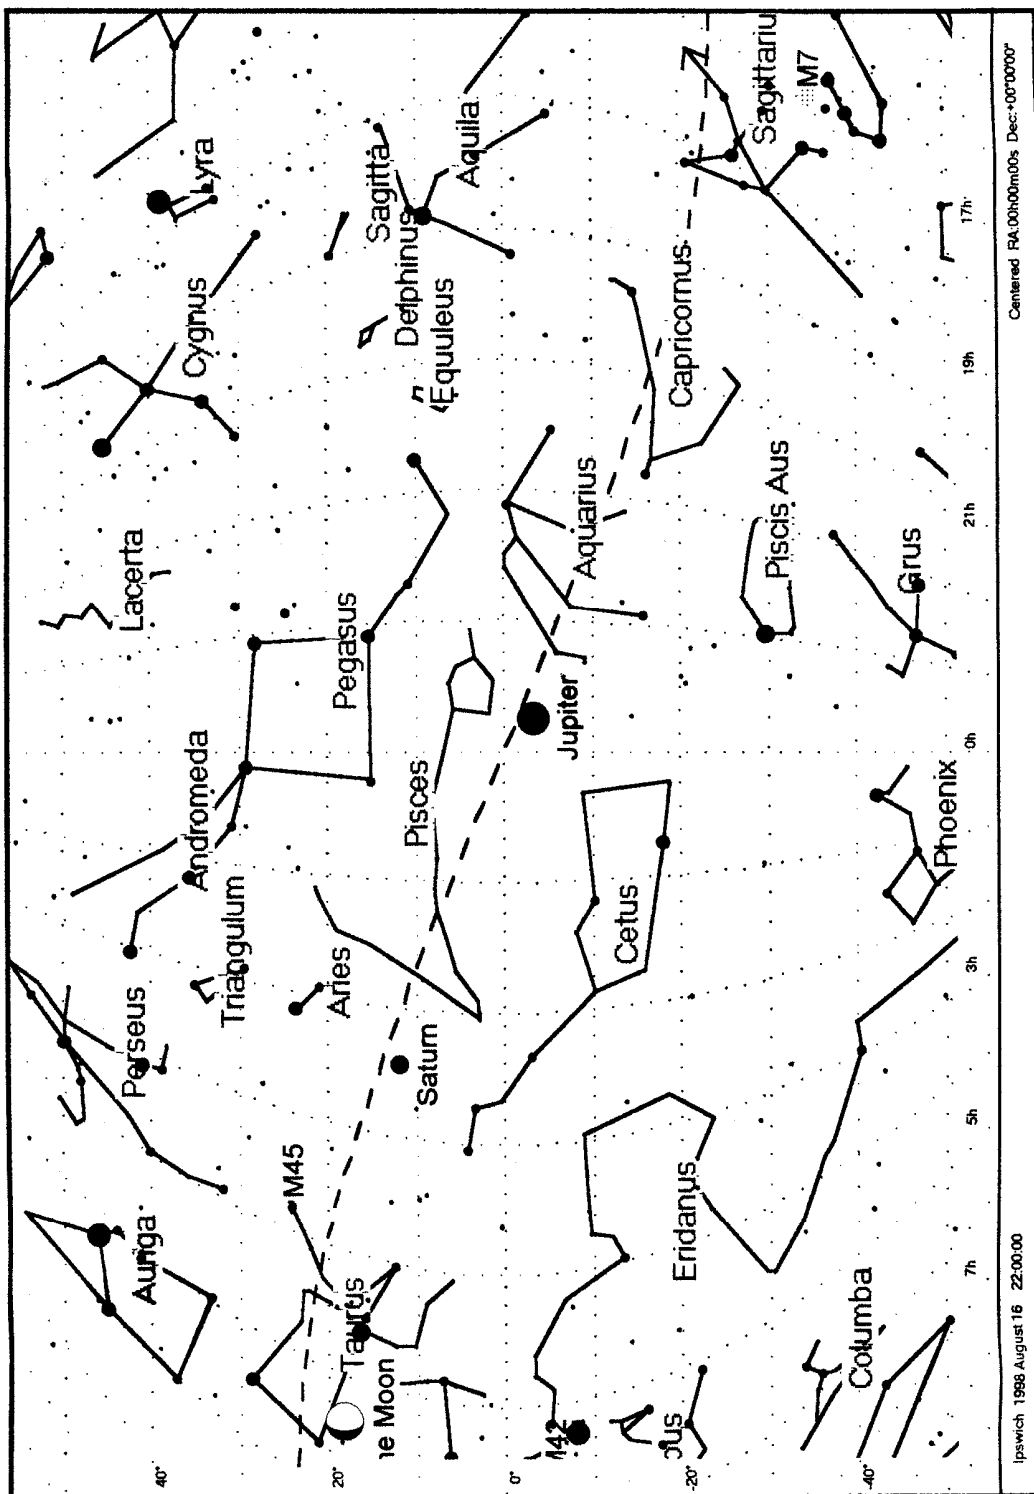 Lyra
Cygnus
Lacerta
Andromeda
Triangulum
Perseus
Auriga
Sagitta
Aquila
Delphinus
Equuleus
Pegasus
Pisces
Aries
Saturn
M45
Taurus
he Moon
Sagittariu
M7
Capricornus
Aquarius
Jupiter
Piscis Aus
Grus
Cetus
Phoenix
Eridanus
Columba
M42
pus
40°
20°
0°
-20°
-40°
7h
5h
3h
0h
21h
19h
17h
Ipswich 1998 August 16 22:00:00
Centered RA:00h00m00s Dec:+00°00'00"